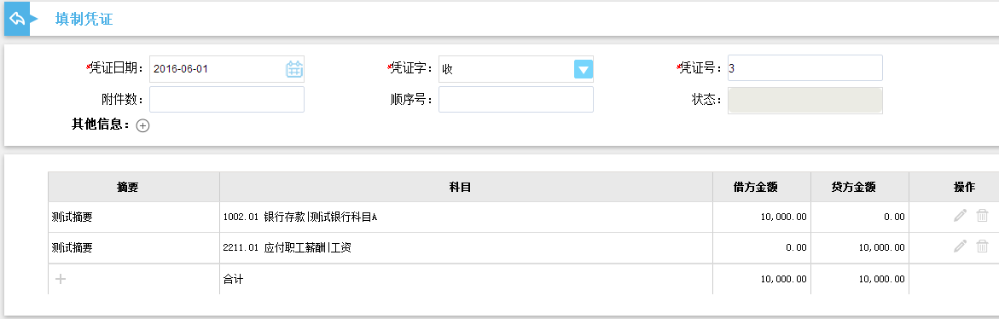 填制凭证
*凭证日期: 2016-06-01 *凭证字: 收 *凭证号: 3
附件数: 顺序号: 状态:
其他信息:
摘要 科目 借方金额 贷方金额 操作
测试摘要 1002.01 银行存款|测试银行科目A 10,000.00 0.00
测试摘要 2211.01 应付职工薪酬|工资 0.00 10,000.00
合计 10,000.00 10,000.00